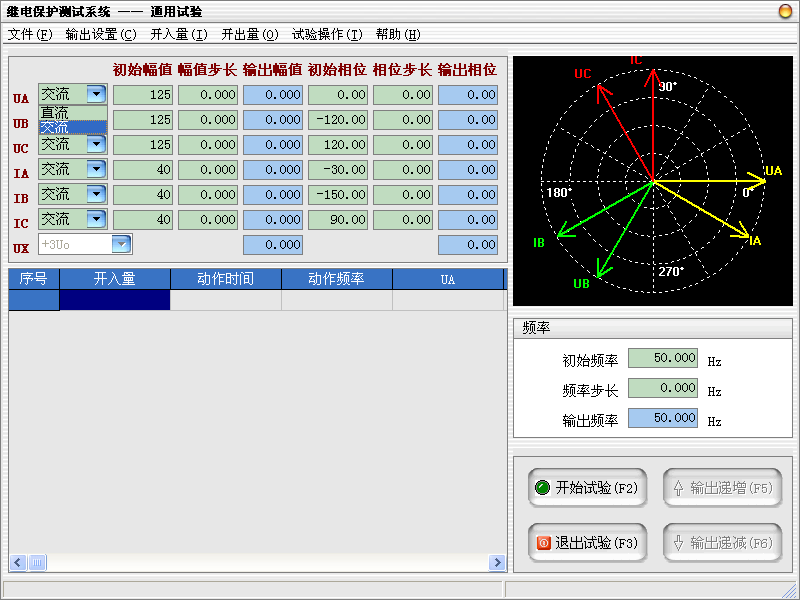 继电保护测试系统 —— 通用试验
文件(F) 输出设置(C) 开入量(I) 开出量(O) 试验操作(T) 帮助(H)
初始幅值 幅值步长 输出幅值 初始相位 相位步长 输出相位
UA 交流 125 0.000 0.000 0.00 0.00 0.00
直流
UB 交流 125 0.000 0.000 -120.00 0.00 0.00
UC 交流 125 0.000 0.000 120.00 0.00 0.00
IA 交流 40 0.000 0.000 -30.00 0.00 0.00
IB 交流 40 0.000 0.000 -150.00 0.00 0.00
IC 交流 40 0.000 0.000 90.00 0.00 0.00
UX +3Uo 0.000 0.00
序号 开入量 动作时间 动作频率 UA
IC
UC
90°
UA
180°
0°
IB
IA
270°
UB
频率
初始频率 50.000 Hz
频率步长 0.000 Hz
输出频率 50.000 Hz
开始试验(F2) 输出递增(F5)
退出试验(F3) 输出递减(F6)